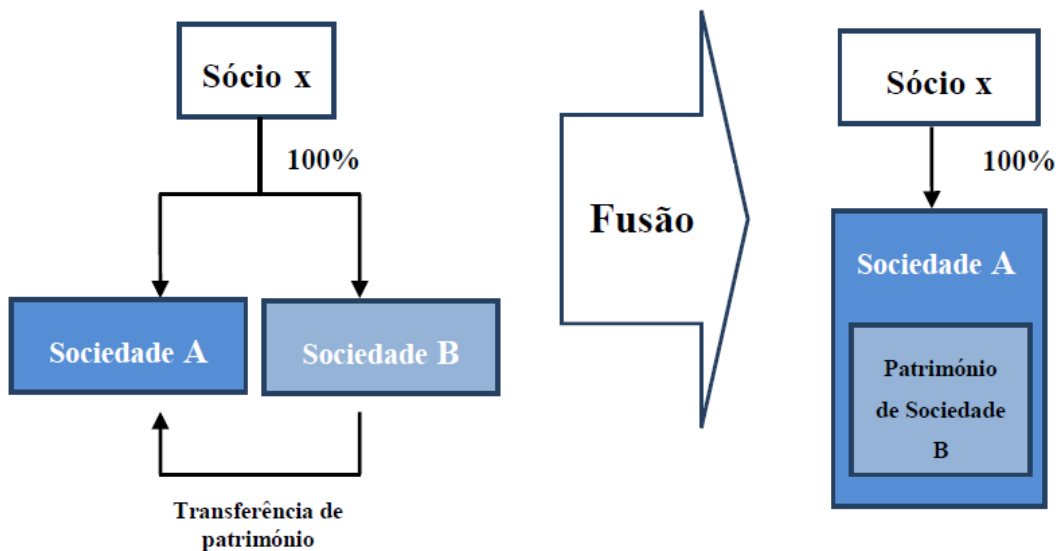 Sócio x
100%
Sociedade A
Sociedade B
Transferência de
património
Fusão
Sócio x
100%
Sociedade A
Património
de Sociedade
B